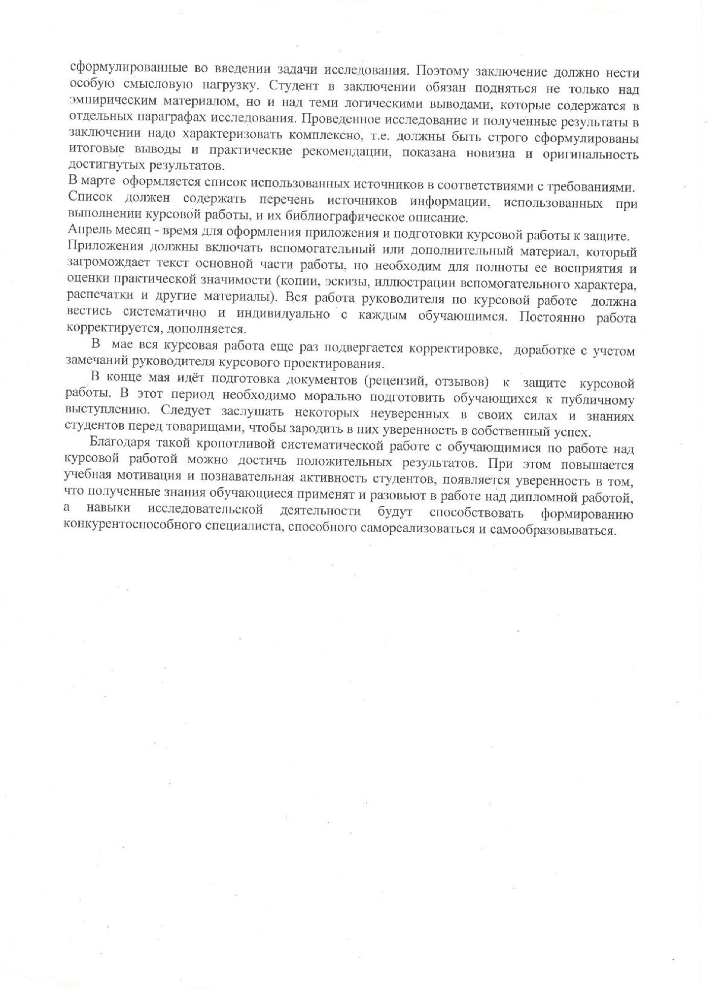 сформулированные во введении задачи исследования. Поэтому заключение должно нести
особую смысловую нагрузку. Студент в заключении обязан подняться не только над
эмпирическим материалом, но и над теми логическими выводами, которые содержатся в
отдельных параграфах исследования. Проведенное исследование и полученные результаты в
заключении надо характеризовать комплексно, т.е. должны быть строго сформулированы
итоговые выводы и практические рекомендации, показана новизна и оригинальность
достигнутых результатов.
В марте оформляется список использованных источников в соответствиями с требованиями.
Список должен содержать перечень источников информации, использованных при
выполнении курсовой работы, и их библиографическое описание.
Апрель месяц - время для оформления приложения и подготовки курсовой работы к защите.
Приложения должны включать вспомогательный или дополнительный материал, который
загромождает текст основной части работы, но необходим для полноты ее восприятия и
оценки практической значимости (копии, эскизы, иллюстрации вспомогательного характера,
распечатки и другие материалы). Вся работа руководителя по курсовой работе должна
вестись систематично и индивидуально с каждым обучающимся. Постоянно работа
корректируется, дополняется.
В мае вся курсовая работа еще раз подвергается корректировке, доработке с учетом
замечаний руководителя курсового проектирования.
В конце мая идёт подготовка документов (рецензий, отзывов) к защите курсовой
работы. В этот период необходимо морально подготовить обучающихся к публичному
выступлению. Следует заслушать некоторых неуверенных в своих силах и знаниях
студентов перед товарищами, чтобы зародить в них уверенность в собственный успех.
Благодаря такой кропотливой систематической работе с обучающимися по работе над
курсовой работой можно достичь положительных результатов. При этом повышается
учебная мотивация и познавательная активность студентов, появляется уверенность в том,
что полученные знания обучающиеся применят и разовьют в работе над дипломной работой,
а навыки исследовательской деятельности будут способствовать формированию
конкурентоспособного специалиста, способного самореализоваться и самообразовываться.